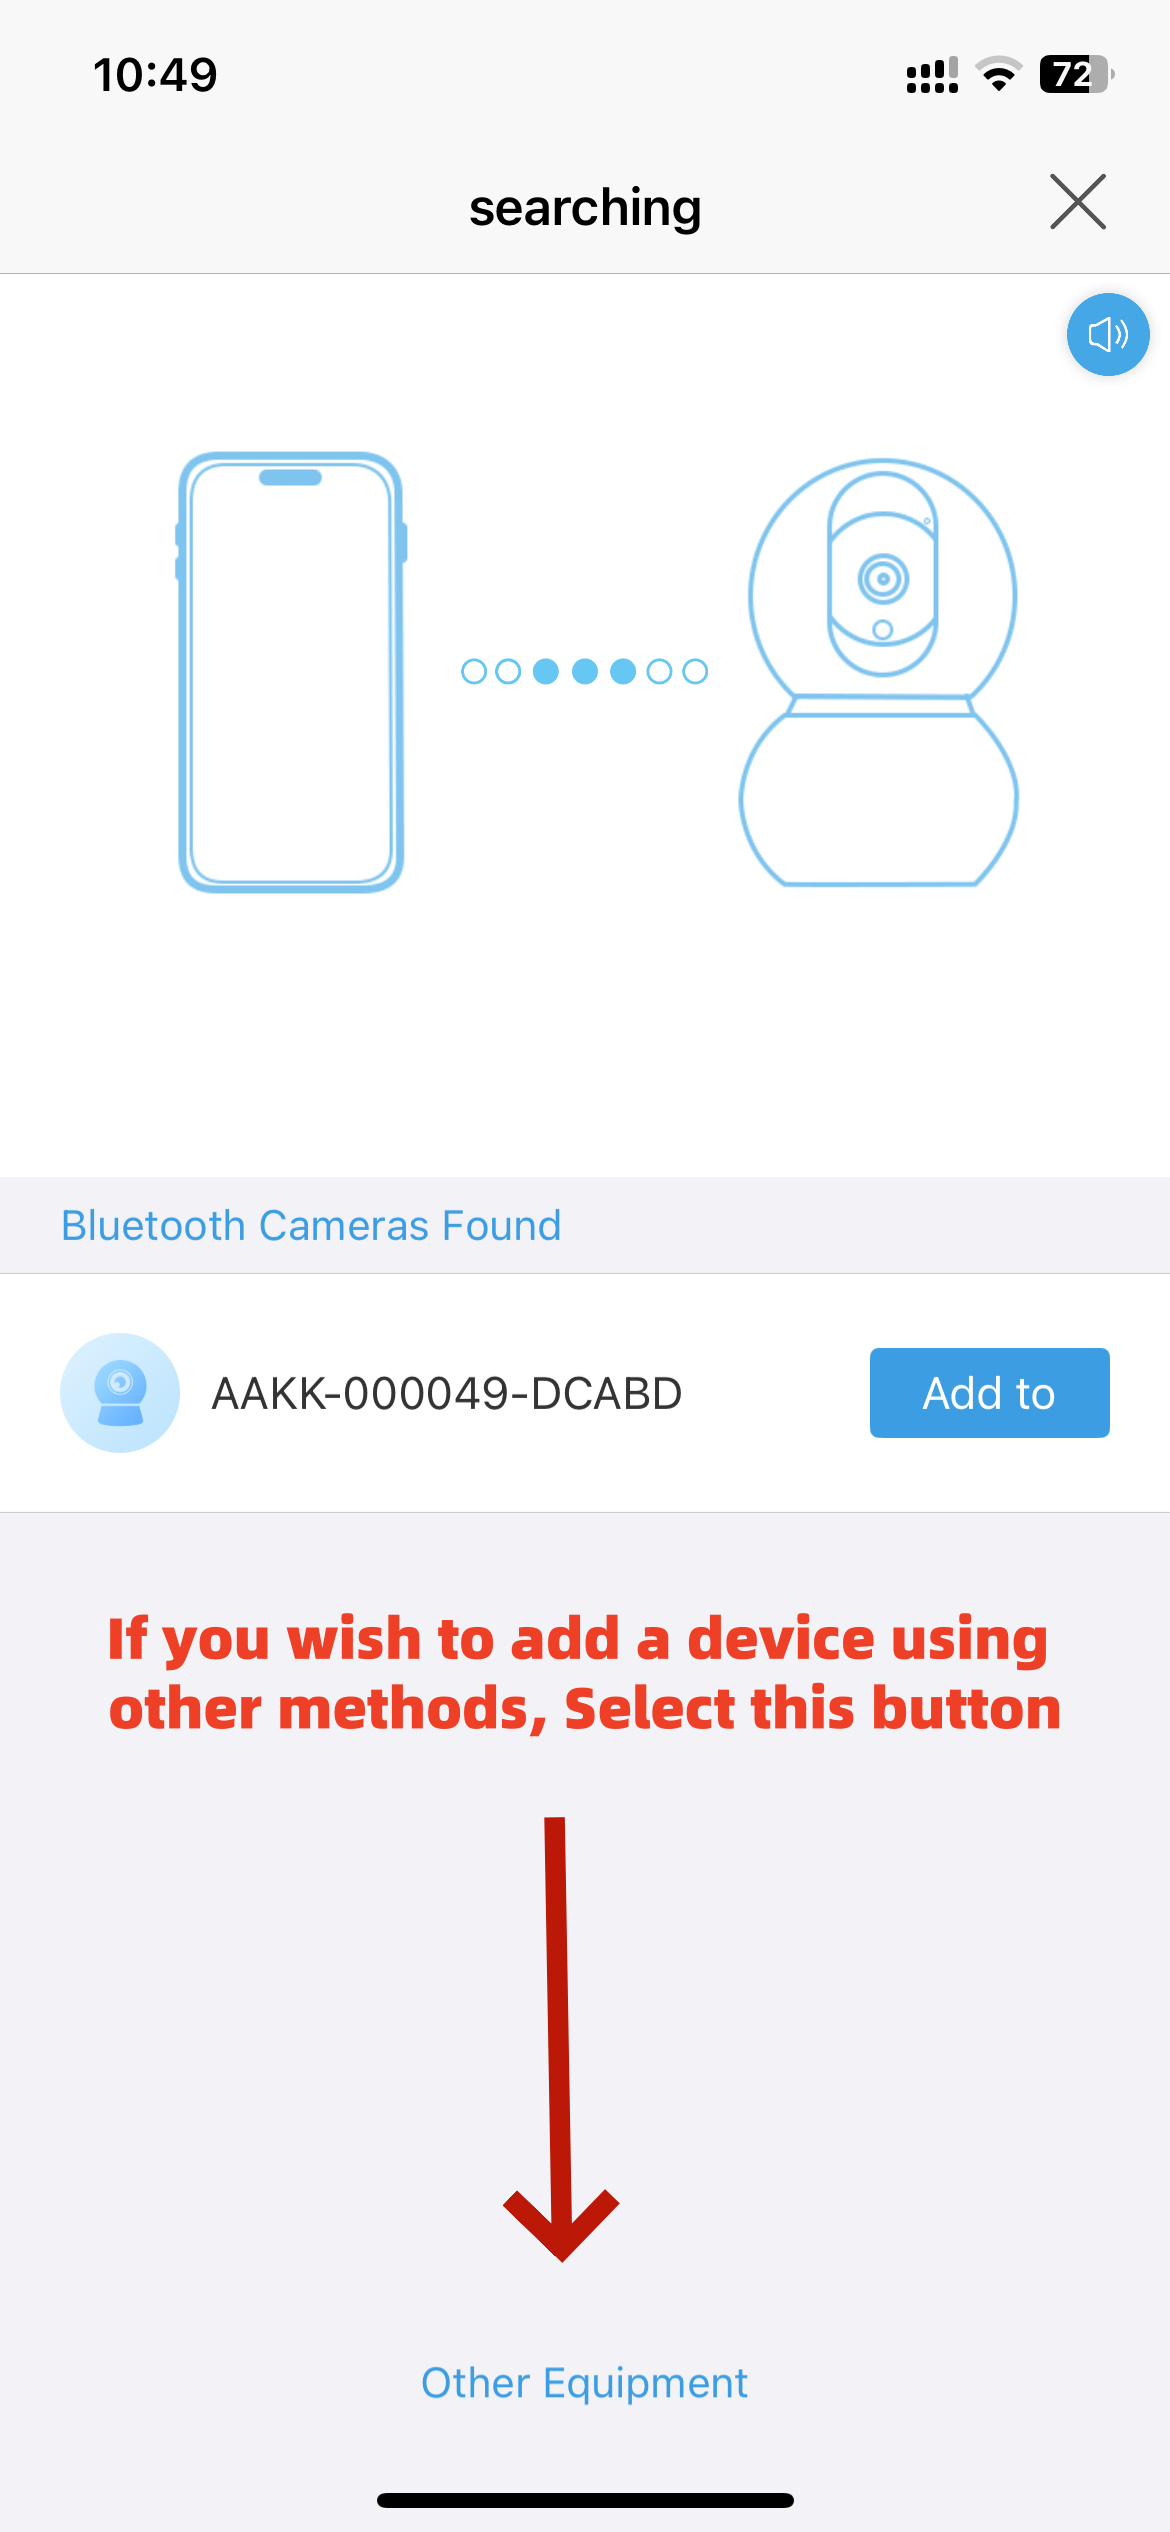 10:49
72
searching
Bluetooth Cameras Found
AAKK-000049-DCABD
Add to
If you wish to add a device using
other methods, Select this button
Other Equipment